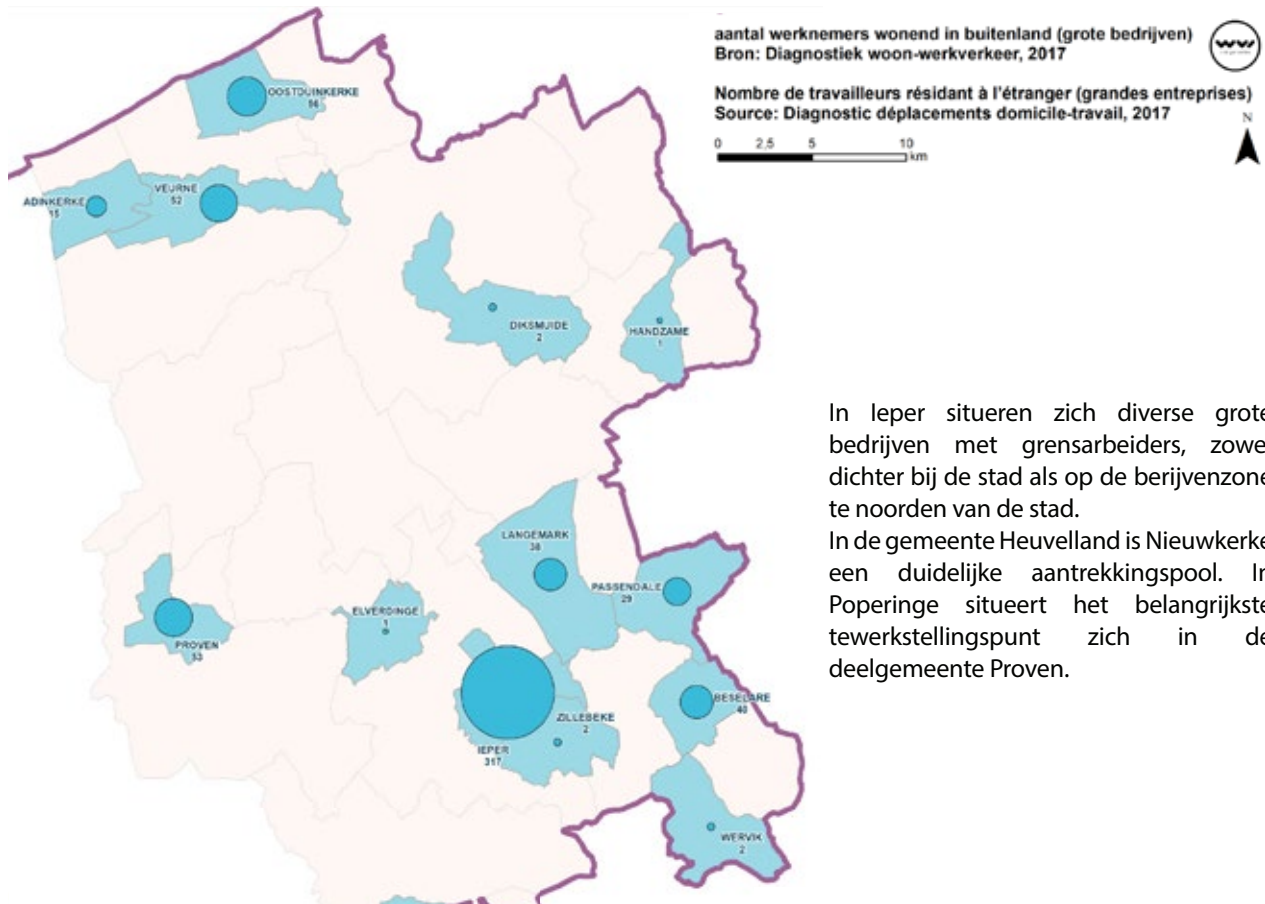 aantal werknemers wonend in buitenland (grote bedrijven)
Bron: Diagnostiek woon-werkverkeer, 2017
ww
Nombre de travailleurs résidant à l'étranger (grandes entreprises)
Source: Diagnostic déplacements domicile-travail, 2017
N
0 2,5 5 10
km
OOSTDUINKERKE
56
ADINKERKE
15
VEURNE
52
DIKSMUIDE
2
HANDZAME
1
LANGEMARK
38
PASSENDALE
29
ELVERDINGE
1
PROVEN
53
BESELARE
40
ZILLEBEKE
2
IEPER
317
WERVIK
2
In Ieper situeren zich diverse grote
bedrijven met grensarbeiders, zowe
dichter bij de stad als op de berijvenzone
te noorden van de stad.
In de gemeente Heuvelland is Nieuwkerke
een duidelijke aantrekkingspool. In
Poperinge situeert het belangrijkste
tewerkstellingspunt zich in de
deelgemeente Proven.